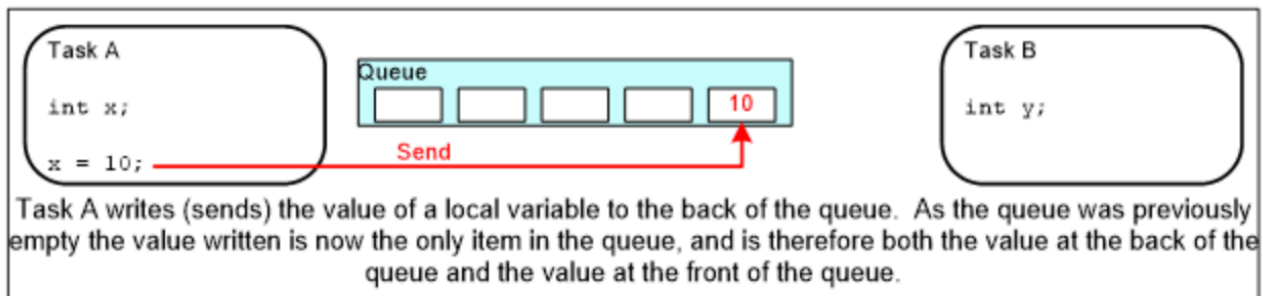 Task A
int x;
x = 10;
Queue
10
Send
Task B
int y;
Task A writes (sends) the value of a local variable to the back of the queue.  As the queue was previously
empty the value written is now the only item in the queue, and is therefore both the value at the back of the
queue and the value at the front of the queue.